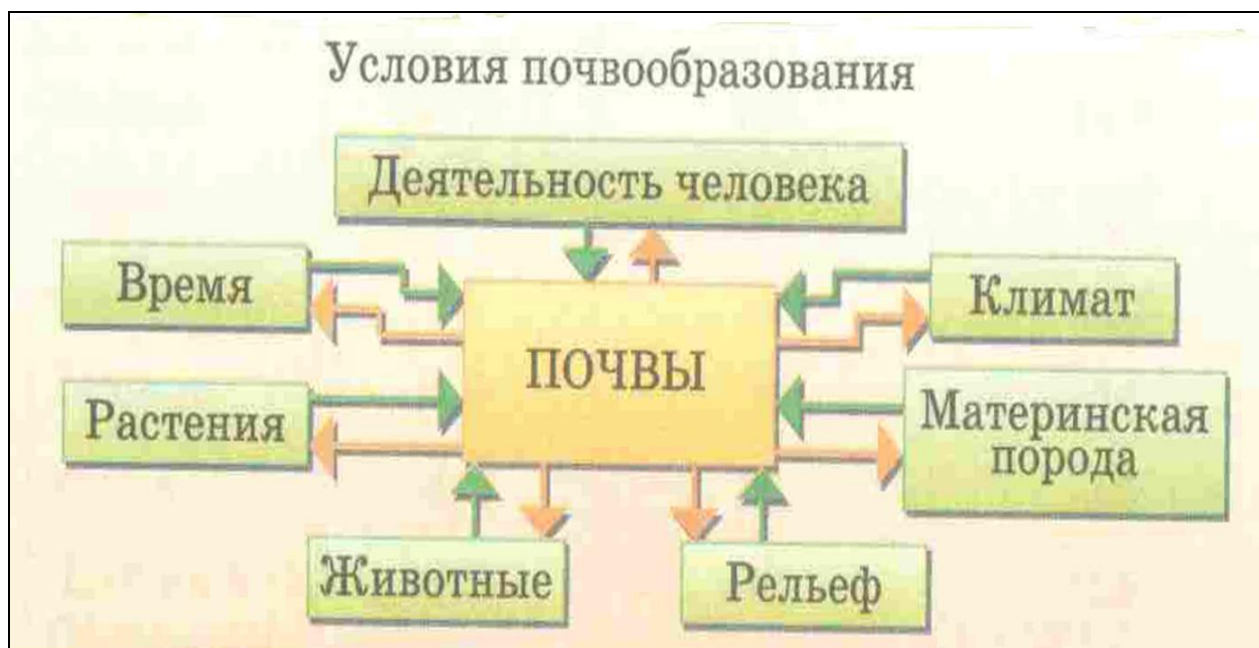 Условия почвообразования
Деятельность человека
Время
Климат
ПОЧВЫ
Растения
Материнская
порода
Животные
Рельеф